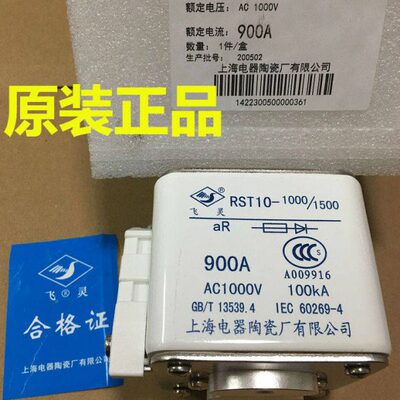 额定电压: AC 1000V
额定电流: 900A
数量: 1件/盒
生产批号: 200502
上海电器陶瓷厂有限公司
1422300500000361
原装正品
飞灵
RST10-1000/1500
aR
CCC S
A009916
900A
AC1000V 100kA
GB/T 13539.4 IEC 60269-4
上海电器陶瓷厂有限公司
飞®灵
合格证
上海电器陶瓷厂有限公司